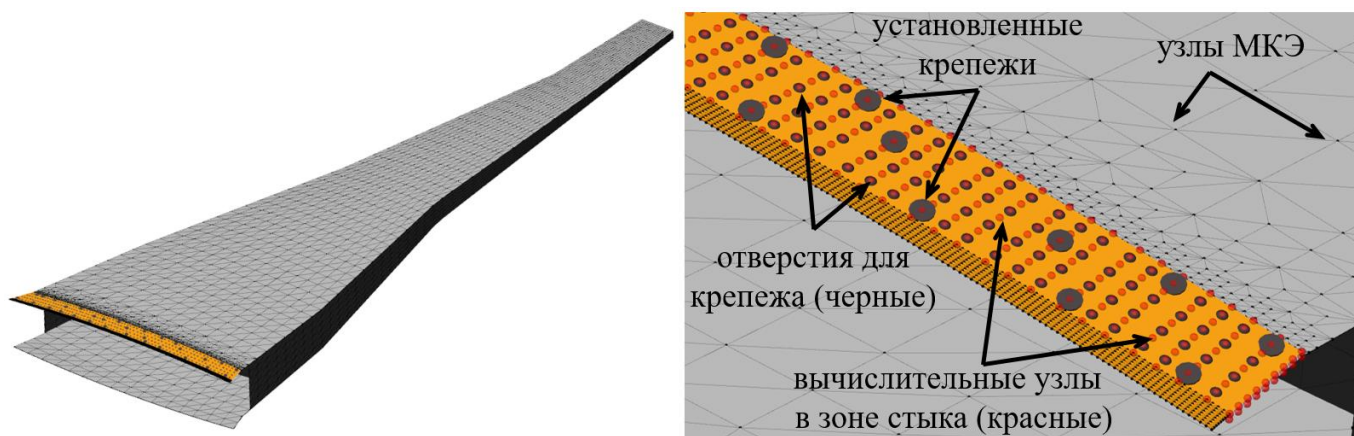 установленные
крепежи
узлы МКЭ
отверстия для
крепежа (черные)
вычислительные узлы
в зоне стыка (красные)